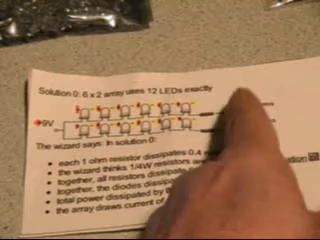 Solution 0: 6 x 2 array uses 12 LEDs exactly
+9V
The wizard says: In solution 0:
• each 1 ohm resistor dissipates 0.4
• the wizard thinks 1/4W resistors are
• together, all resistors dissipate
• together, the diodes dissipate
• total power dissipated by
• the array draws current of